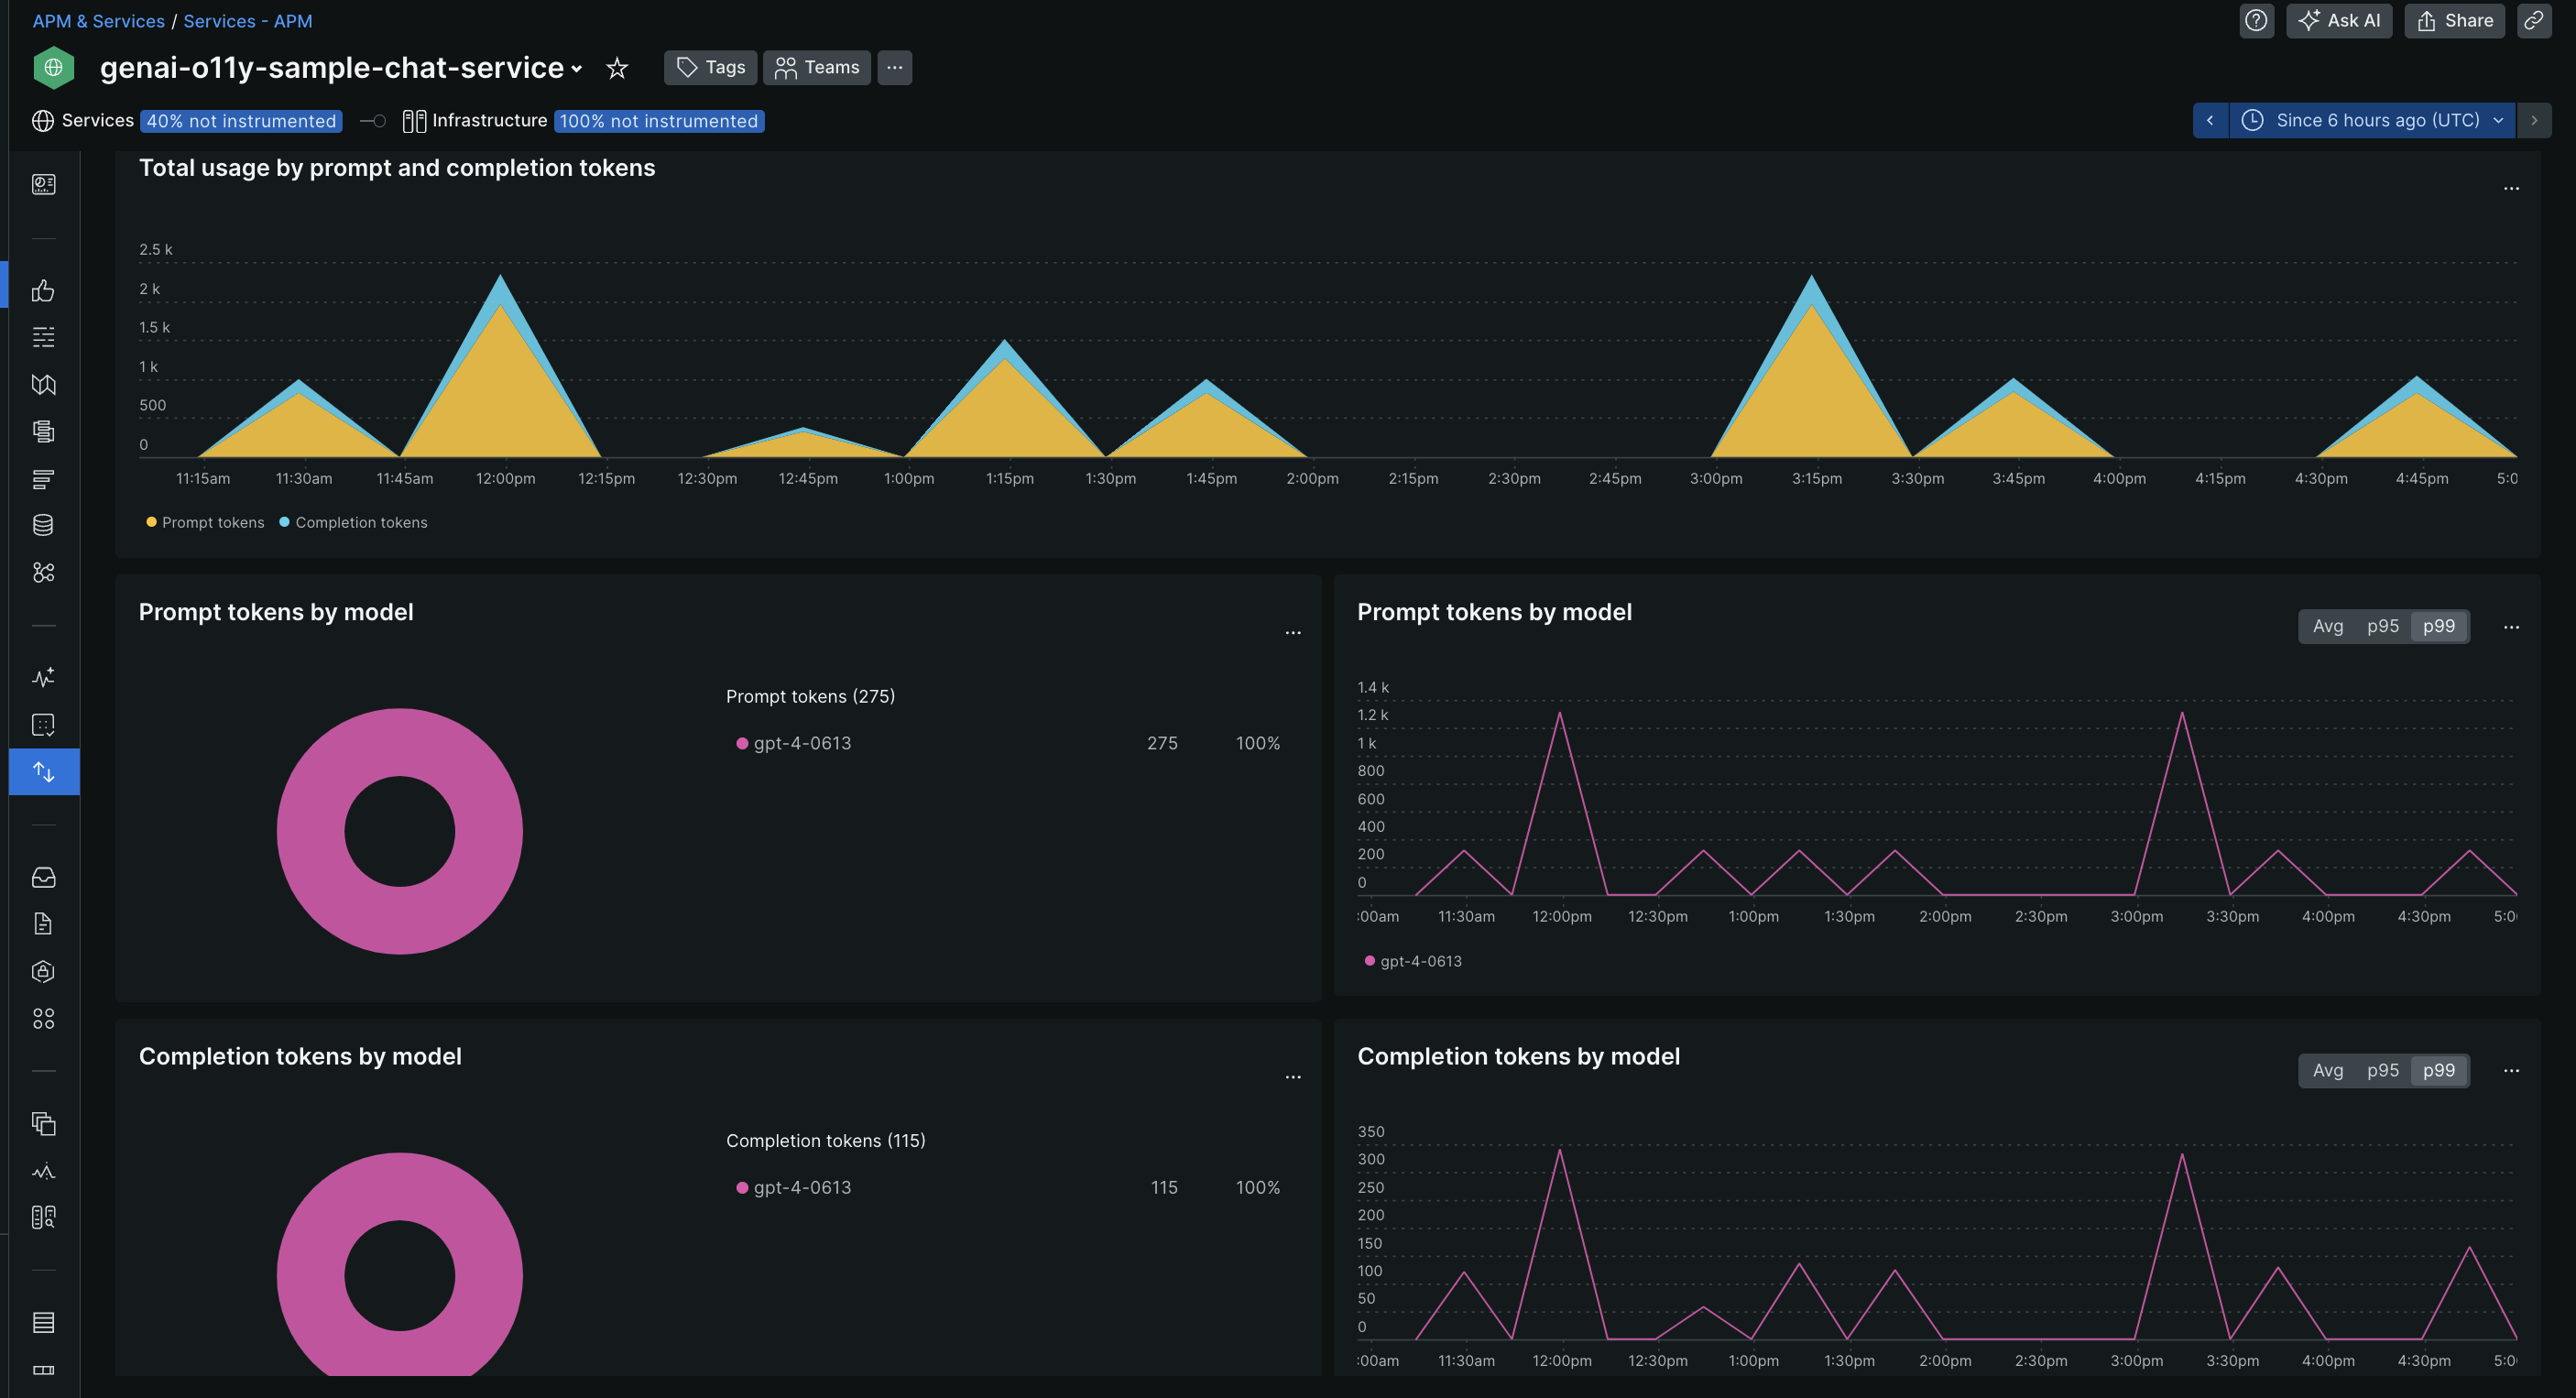 APM & Services / Services - APM
Ask AI
Share
genai-o11y-sample-chat-service
Tags
Teams
Services 40% not instrumented
Infrastructure 100% not instrumented
Since 6 hours ago (UTC)
Total usage by prompt and completion tokens
2.5 k
2 k
1.5 k
1 k
500
0
11:15am 11:30am 11:45am 12:00pm 12:15pm 12:30pm 12:45pm 1:00pm 1:15pm 1:30pm 1:45pm 2:00pm 2:15pm 2:30pm 2:45pm 3:00pm 3:15pm 3:30pm 3:45pm 4:00pm 4:15pm 4:30pm 4:45pm 5:0
Prompt tokens Completion tokens
Prompt tokens by model
Prompt tokens (275)
gpt-4-0613 275 100%
Prompt tokens by model
Avg p95 p99
1.4 k
1.2 k
1 k
800
600
400
200
0
:00am 11:30am 12:00pm 12:30pm 1:00pm 1:30pm 2:00pm 2:30pm 3:00pm 3:30pm 4:00pm 4:30pm 5:0
gpt-4-0613
Completion tokens by model
Completion tokens (115)
gpt-4-0613 115 100%
Completion tokens by model
Avg p95 p99
350
300
250
200
150
100
50
0
:00am 11:30am 12:00pm 12:30pm 1:00pm 1:30pm 2:00pm 2:30pm 3:00pm 3:30pm 4:00pm 4:30pm 5:0